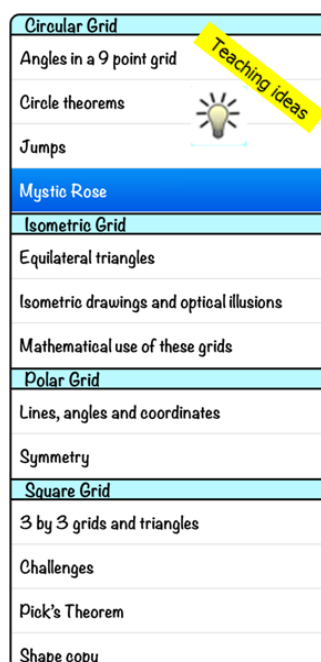 Circular Grid
Teaching ideas
Angles in a 9 point grid
Circle theorems
Jumps
Mystic Rose
Isometric Grid
Equilateral triangles
Isometric drawings and optical illusions
Mathematical use of these grids
Polar Grid
Lines, angles and coordinates
Symmetry
Square Grid
3 by 3 grids and triangles
Challenges
Pick's Theorem
Shape copy